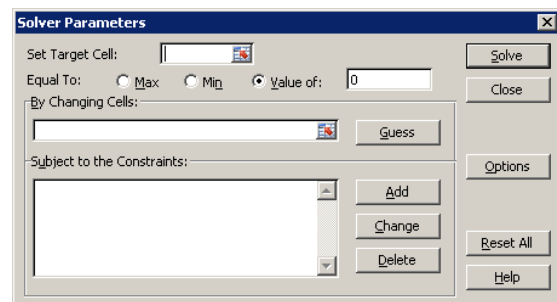 Solver Parameters
Set Target Cell:
Solve
Equal To: Max Min Value of: 0
Close
By Changing Cells:
Guess
Subject to the Constraints:
Options
Add
Change
Reset All
Delete
Help